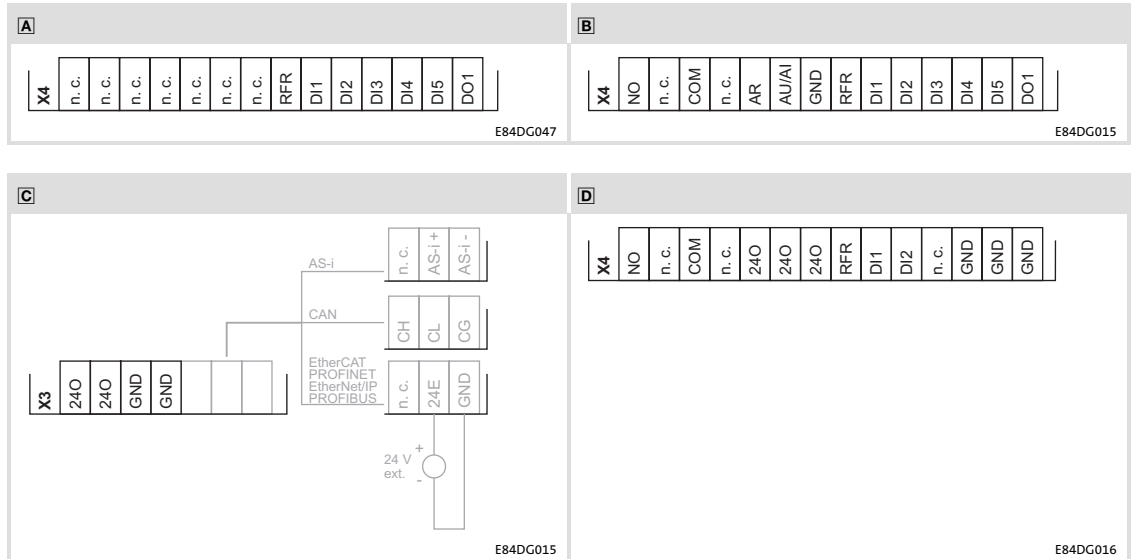 A
X4 n. c. n. c. n. c. n. c. n. c. n. c. n. c. RFR DI1 DI2 DI3 DI4 DI5 DO1
E84DG047
B
X4 NO n. c. COM n. c. AR AU/AI GND RFR DI1 DI2 DI3 DI4 DI5 DO1
E84DG015
C
AS-i
n. c. AS-i + AS-i -
CAN
CH CL CG
EtherCAT
PROFINET
EtherNet/IP
PROFIBUS
n. c. 24E GND
X3 24O 24O GND GND
+
24 V
ext.
-
E84DG015
D
X4 NO n. c. COM n. c. 24O 24O 24O RFR DI1 DI2 n. c. GND GND GND
E84DG016